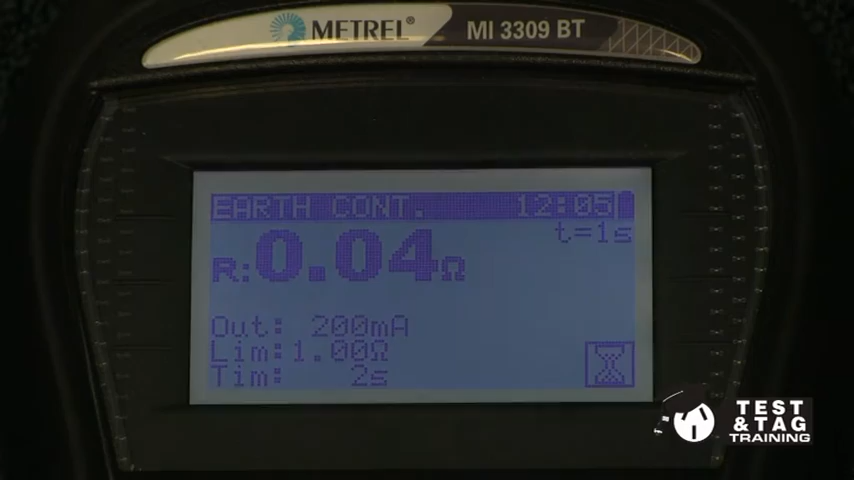 METREL® MI 3309 BT
EARTH CONT. 12:05
t=1s
R:0.04Ω
Out: 200mA
Lim:1.00Ω
Tim: 2s
TEST
& TAG
TRAINING